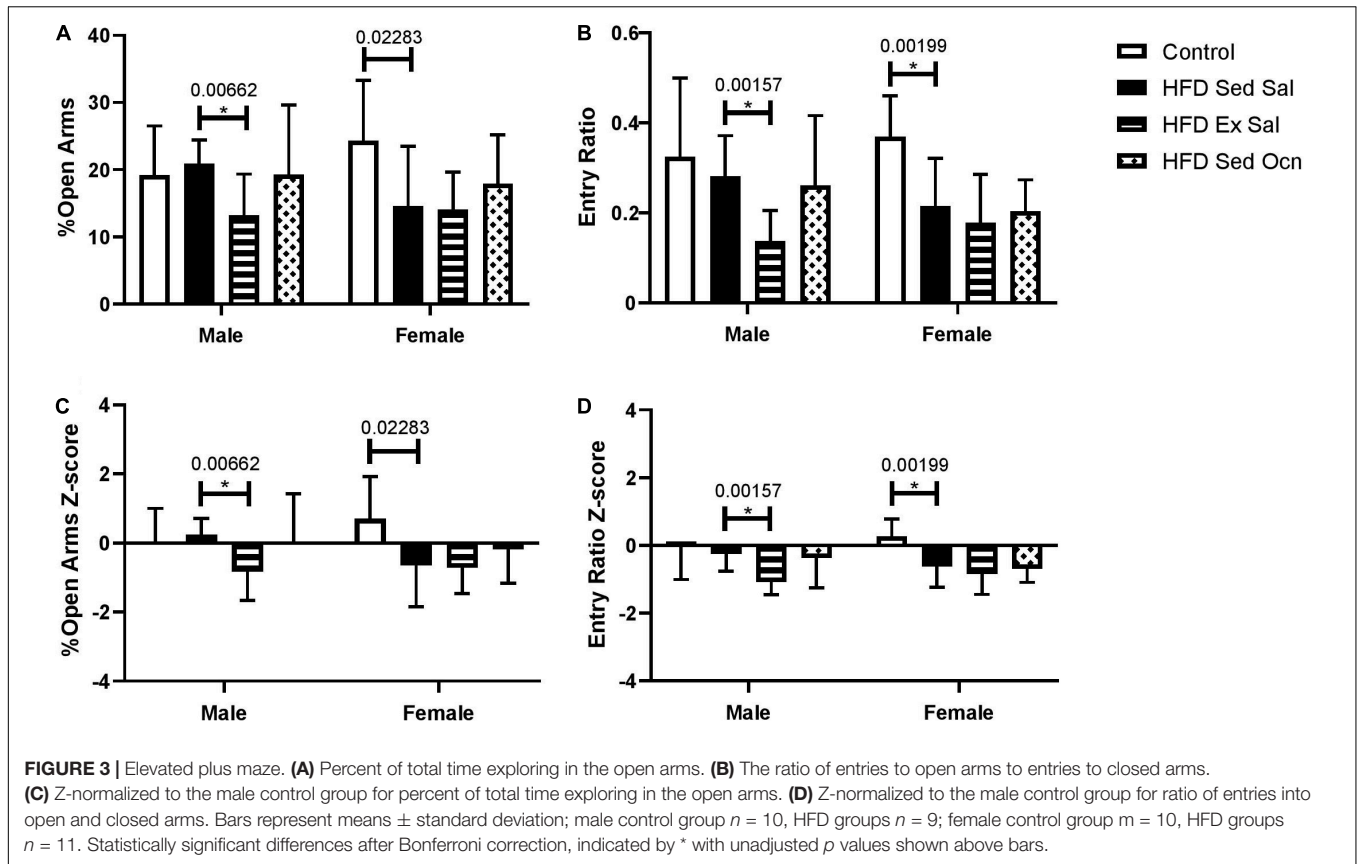 A
40
30
20
10
0
%Open Arms
0.00662
*
0.02283
Male
Female
B
0.6
0.4
0.2
0
Entry Ratio
0.00157
*
0.00199
*
Male
Female
Control
HFD Sed Sal
HFD Ex Sal
HFD Sed Ocn
C
4
2
0
-2
-4
%Open Arms Z-score
0.00662
*
0.02283
Male
Female
D
4
2
0
-2
-4
Entry Ratio Z-score
0.00157
*
0.00199
*
Male
Female
FIGURE 3 | Elevated plus maze. (A) Percent of total time exploring in the open arms. (B) The ratio of entries to open arms to entries to closed arms.
(C) Z-normalized to the male control group for percent of total time exploring in the open arms. (D) Z-normalized to the male control group for ratio of entries into
open and closed arms. Bars represent means ± standard deviation; male control group n = 10, HFD groups n = 9; female control group m = 10, HFD groups
n = 11. Statistically significant differences after Bonferroni correction, indicated by * with unadjusted p values shown above bars.